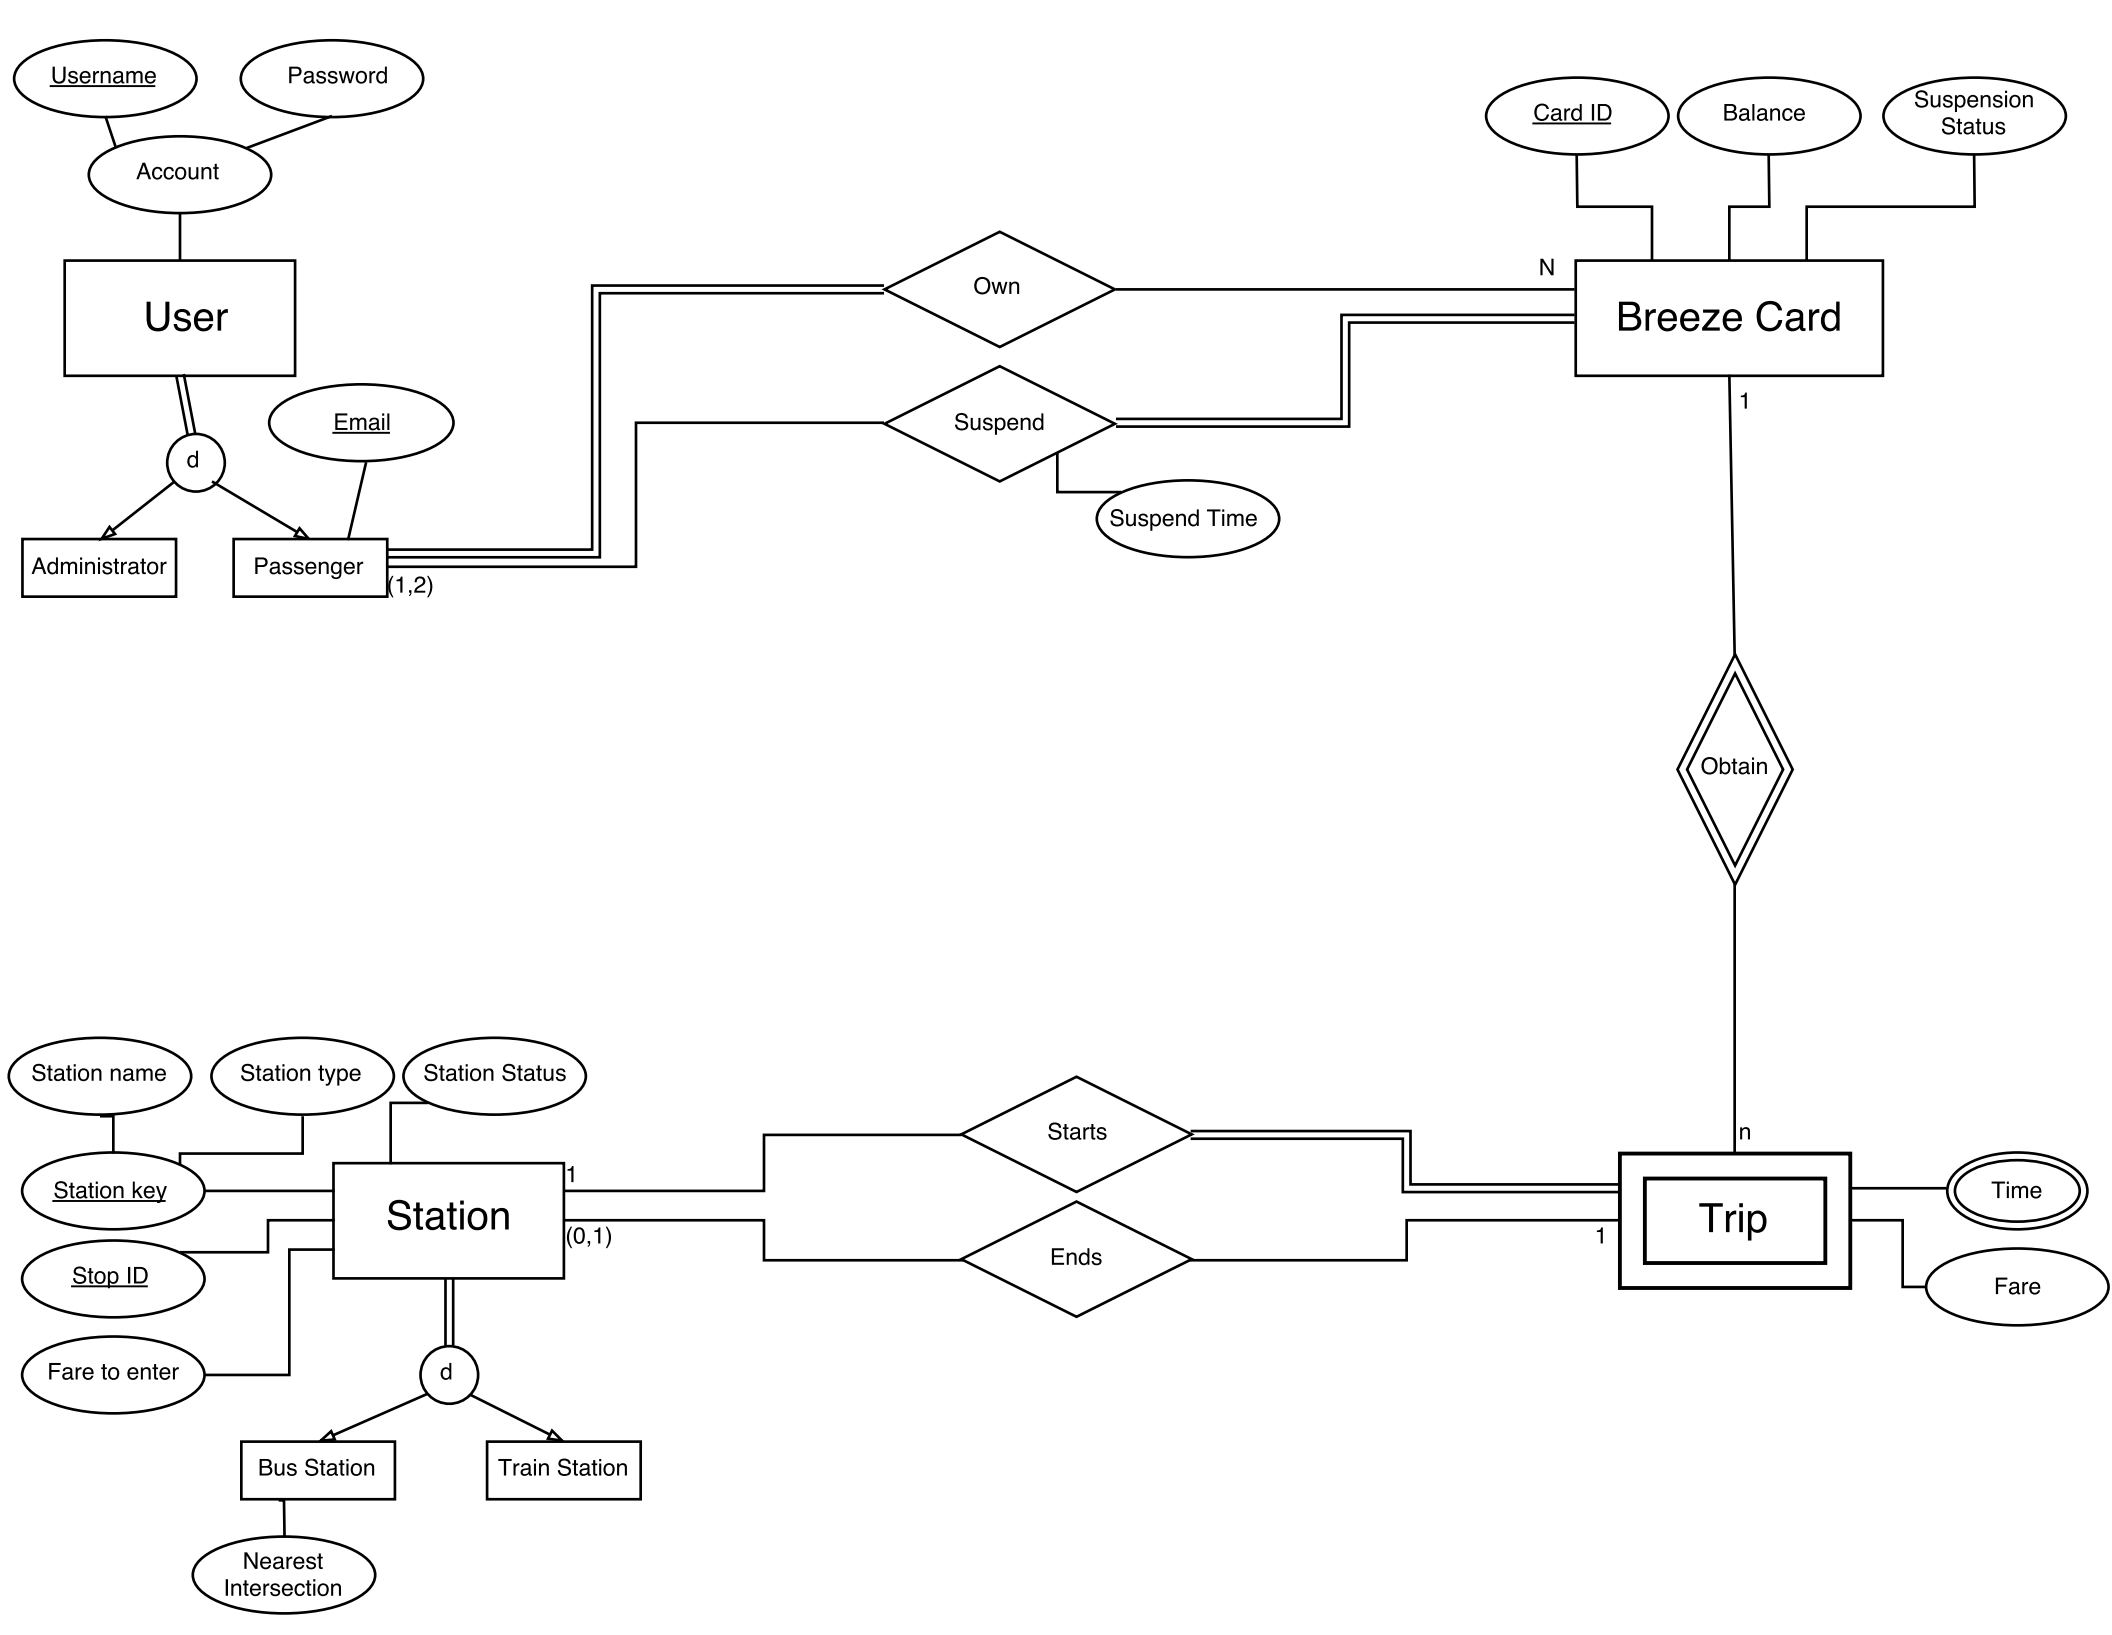 Username
Password
Account
User
Email
d
Administrator
Passenger
(1,2)
Own
Suspend
Suspend Time
Card ID
Balance
Suspension
Status
N
Breeze Card
1
Obtain
n
Station name
Station type
Station Status
Station key
Stop ID
Fare to enter
Station
1
(0,1)
d
Bus Station
Train Station
Nearest
Intersection
Starts
Ends
1
Trip
Time
Fare